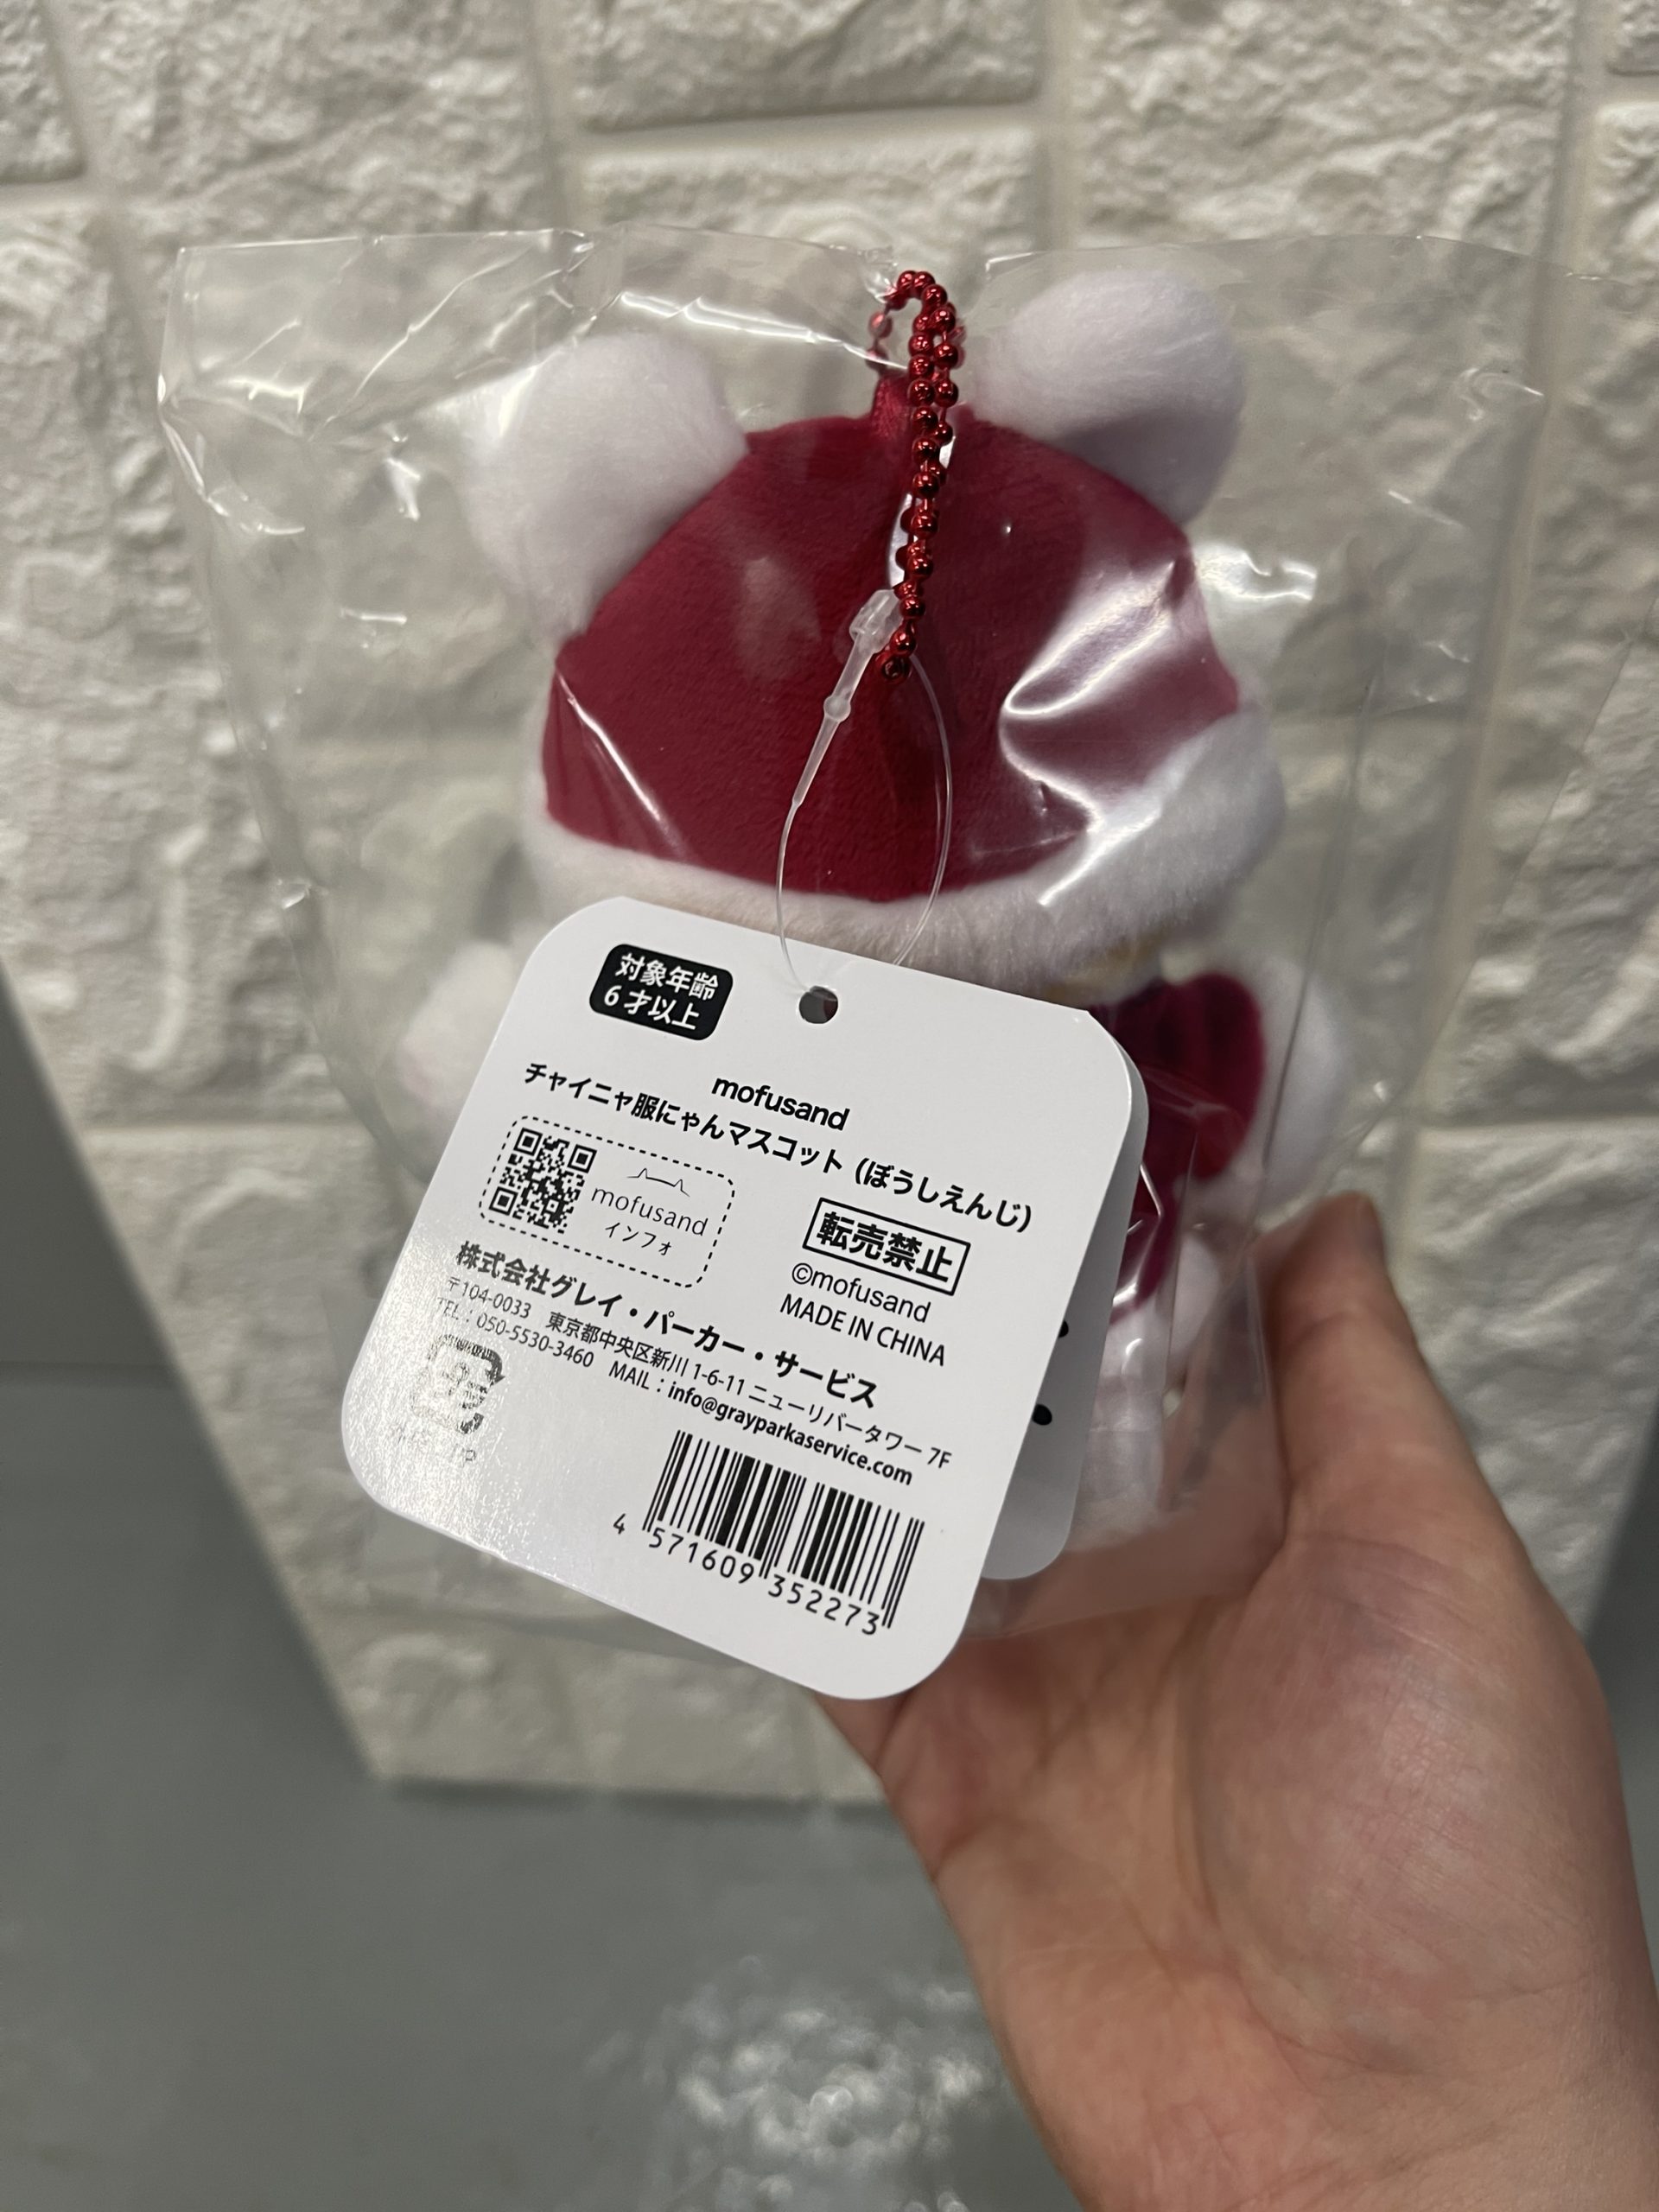 対象年齢
6才以上
mofusand
チャイニャ服にゃんマスコット（ぼうしえんじ）
mofusand
インフォ
転売禁止
©mofusand
MADE IN CHINA
株式会社グレイ・パーカー・サービス
〒104-0033 東京都中央区新川1-6-11 ニューリバータワー 7F
TEL：050-5530-3460 MAIL：info@grayparkaservice.com
4 571609 352273